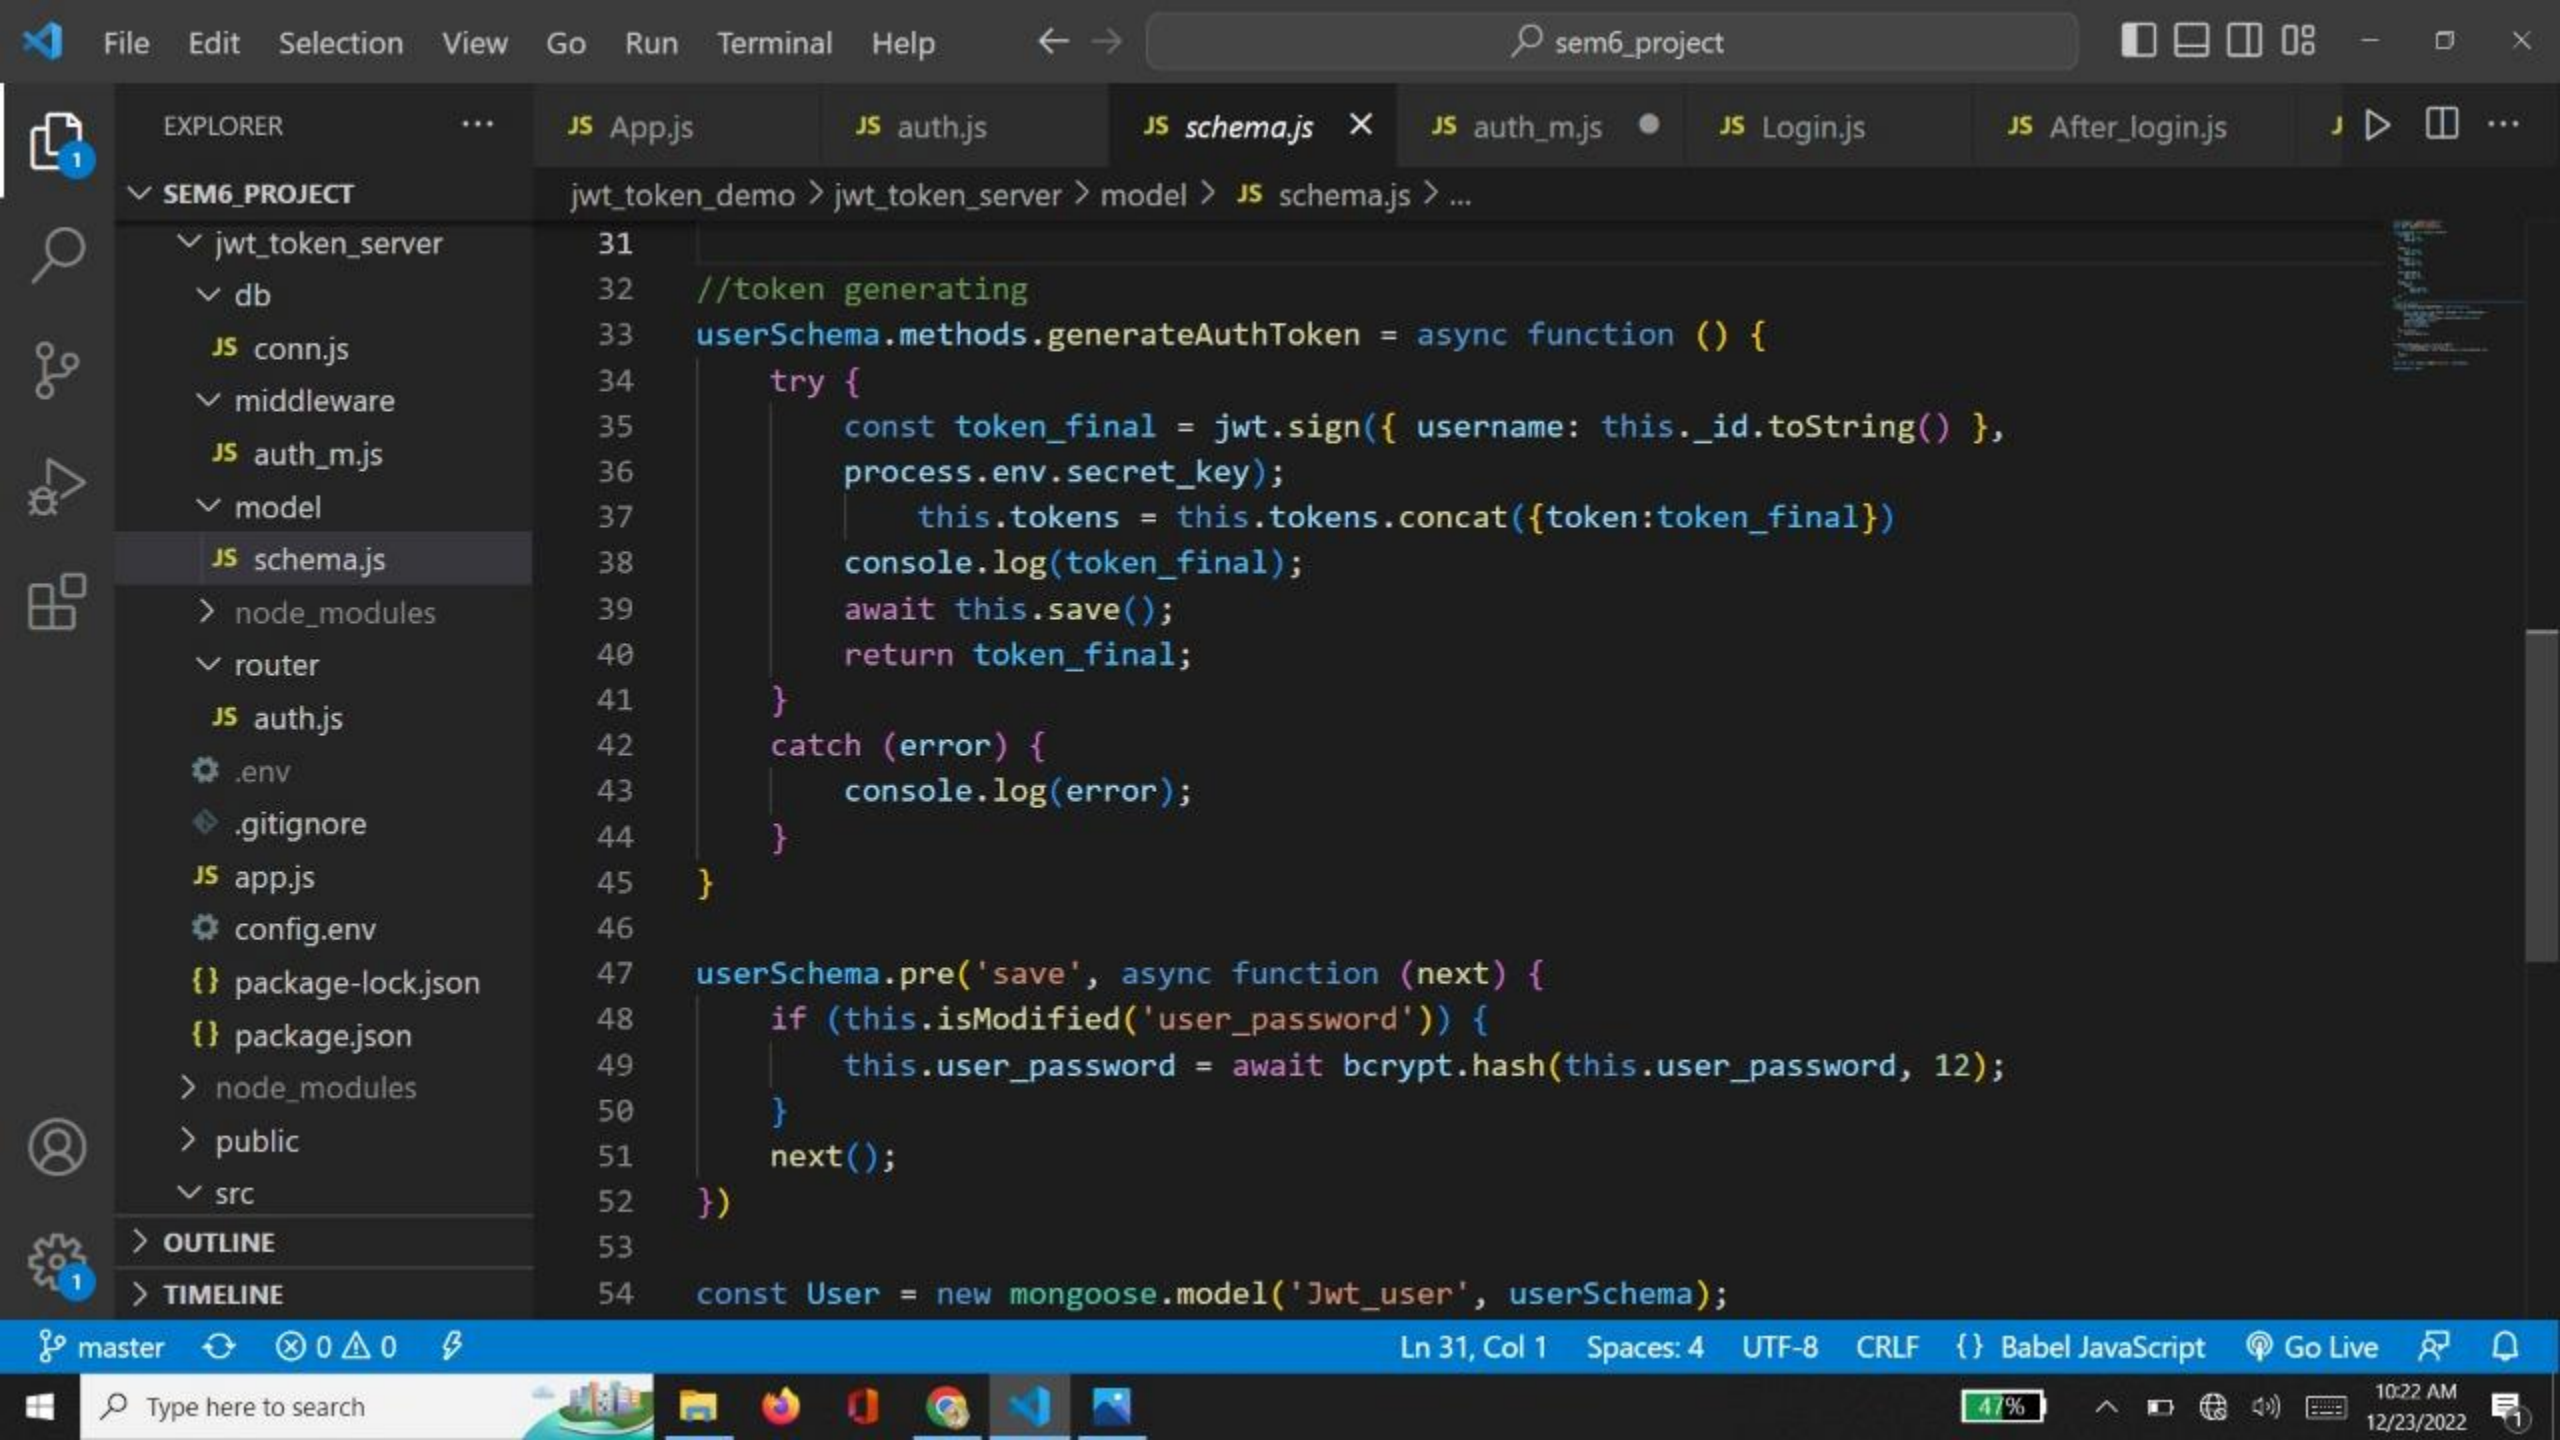 File Edit Selection View Go Run Terminal Help
sem6_project
EXPLORER
JS App.js
JS auth.js
JS schema.js
JS auth_m.js
JS Login.js
JS After_login.js
SEM6_PROJECT
jwt_token_demo > jwt_token_server > model > JS schema.js > ...
jwt_token_server
db
JS conn.js
middleware
JS auth_m.js
model
JS schema.js
node_modules
router
JS auth.js
.env
.gitignore
JS app.js
config.env
{} package-lock.json
{} package.json
node_modules
public
src
OUTLINE
TIMELINE
31
32 //token generating
33 userSchema.methods.generateAuthToken = async function () {
34 try {
35 const token_final = jwt.sign({ username: this._id.toString() },
36 process.env.secret_key);
37 this.tokens = this.tokens.concat({token:token_final})
38 console.log(token_final);
39 await this.save();
40 return token_final;
41 }
42 catch (error) {
43 console.log(error);
44 }
45 }
46
47 userSchema.pre('save', async function (next) {
48 if (this.isModified('user_password')) {
49 this.user_password = await bcrypt.hash(this.user_password, 12);
50 }
51 next();
52 })
53
54 const User = new mongoose.model('Jwt_user', userSchema);
1
1
master 0 0 Ln 31, Col 1 Spaces: 4 UTF-8 CRLF {} Babel JavaScript Go Live
Type here to search
47%
10:22 AM
12/23/2022
1